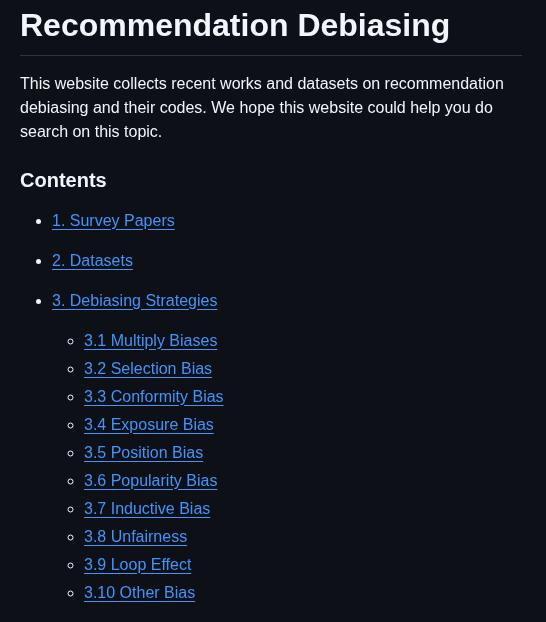 Recommendation Debiasing
This website collects recent works and datasets on recommendation
debiasing and their codes. We hope this website could help you do
search on this topic.
Contents
1. Survey Papers
2. Datasets
3. Debiasing Strategies
3.1 Multiply Biases
3.2 Selection Bias
3.3 Conformity Bias
3.4 Exposure Bias
3.5 Position Bias
3.6 Popularity Bias
3.7 Inductive Bias
3.8 Unfairness
3.9 Loop Effect
3.10 Other Bias